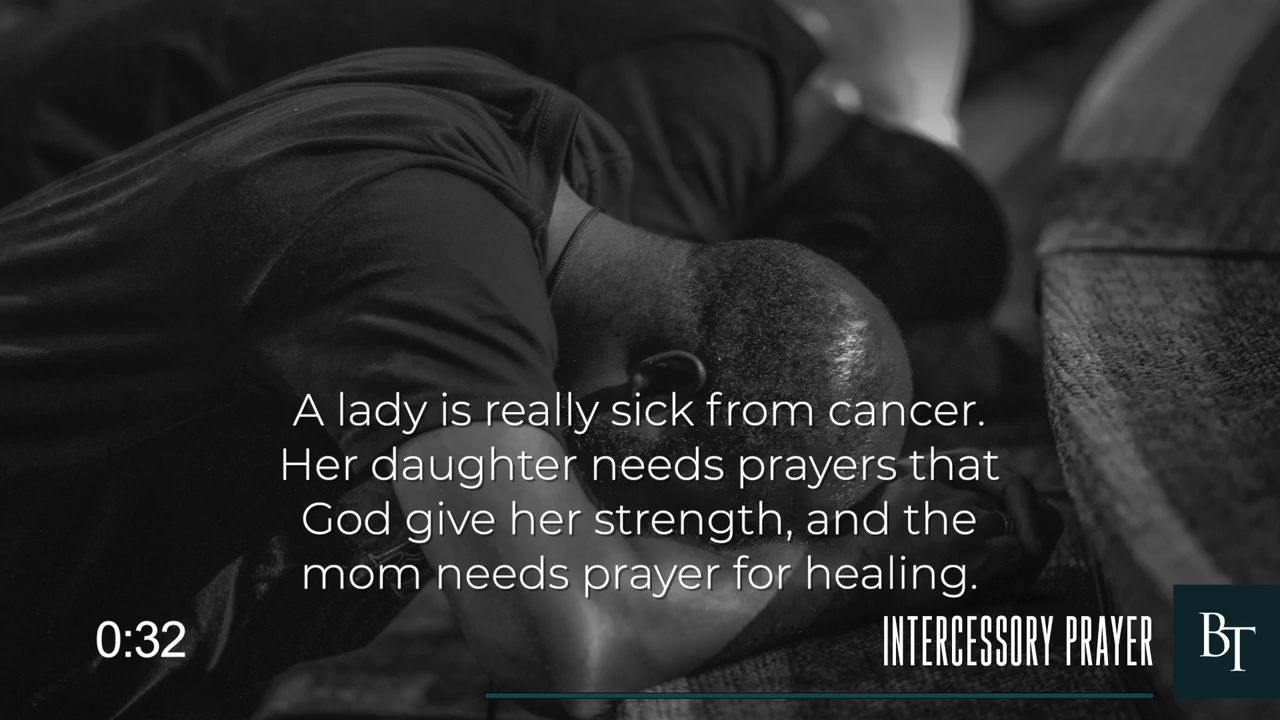 A lady is really sick from cancer.
Her daughter needs prayers that
God give her strength, and the
mom needs prayer for healing.
0:32
INTERCESSORY PRAYER
BT